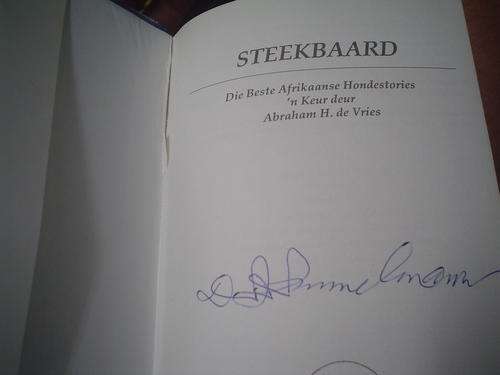 STEEKBAARD
Die Beste Afrikaanse Hondestories
'n Keur deur
Abraham H. de Vries